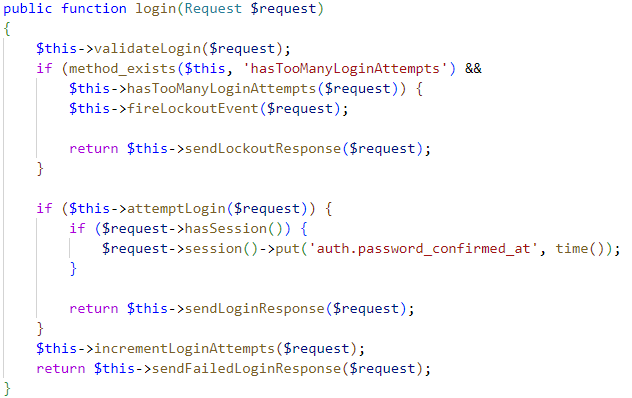 public function login(Request $request)
{
    $this->validateLogin($request);
    if (method_exists($this, 'hasTooManyLoginAttempts') &&
        $this->hasTooManyLoginAttempts($request)) {
        $this->fireLockoutEvent($request);

        return $this->sendLockoutResponse($request);
    }

    if ($this->attemptLogin($request)) {
        if ($request->hasSession()) {
            $request->session()->put('auth.password_confirmed_at', time());
        }

        return $this->sendLoginResponse($request);
    }
    $this->incrementLoginAttempts($request);
    return $this->sendFailedLoginResponse($request);
}